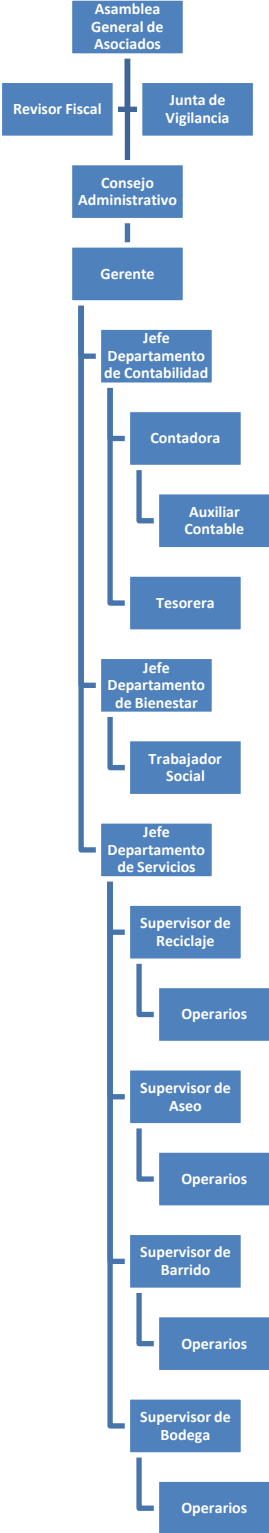 Asamblea
General de
Asociados
Revisor Fiscal
Junta de
Vigilancia
Consejo
Administrativo
Gerente
Jefe
Departamento
de Contabilidad
Contadora
Auxiliar
Contable
Tesorera
Jefe
Departamento
de Bienestar
Trabajador
Social
Jefe
Departamento
de Servicios
Supervisor de
Reciclaje
Operarios
Supervisor de
Aseo
Operarios
Supervisor de
Barrido
Operarios
Supervisor de
Bodega
Operarios